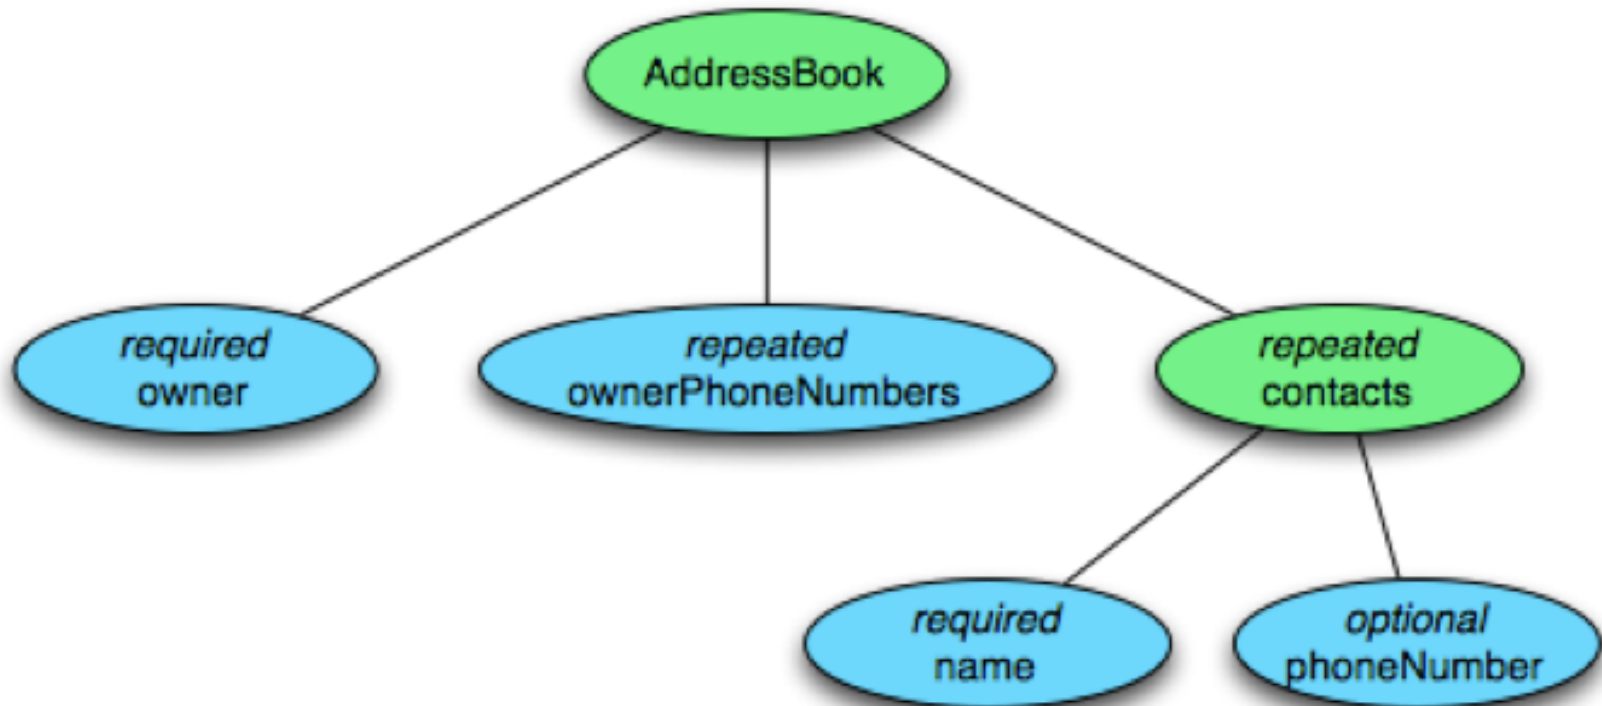 AddressBook
required
owner
repeated
ownerPhoneNumbers
repeated
contacts
required
name
optional
phoneNumber